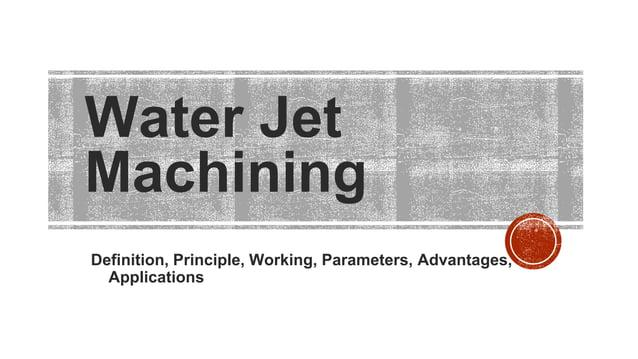 Water Jet
Machining
Definition, Principle, Working, Parameters, Advantages,
Applications